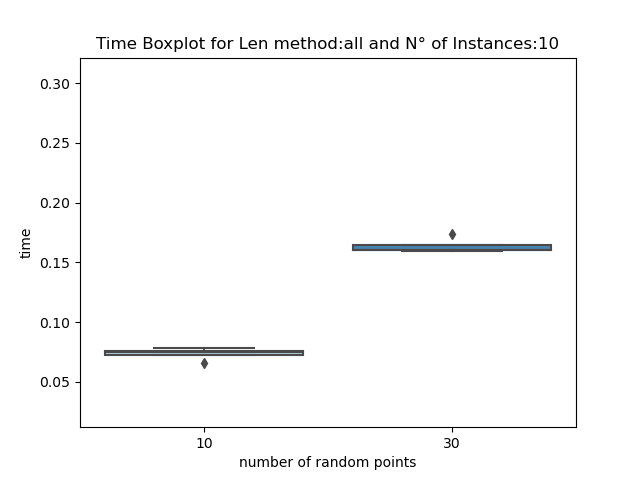 Time Boxplot for Len method:all and N° of Instances:10
0.30
0.25
0.20
time
0.15
0.10
0.05
10 30
number of random points